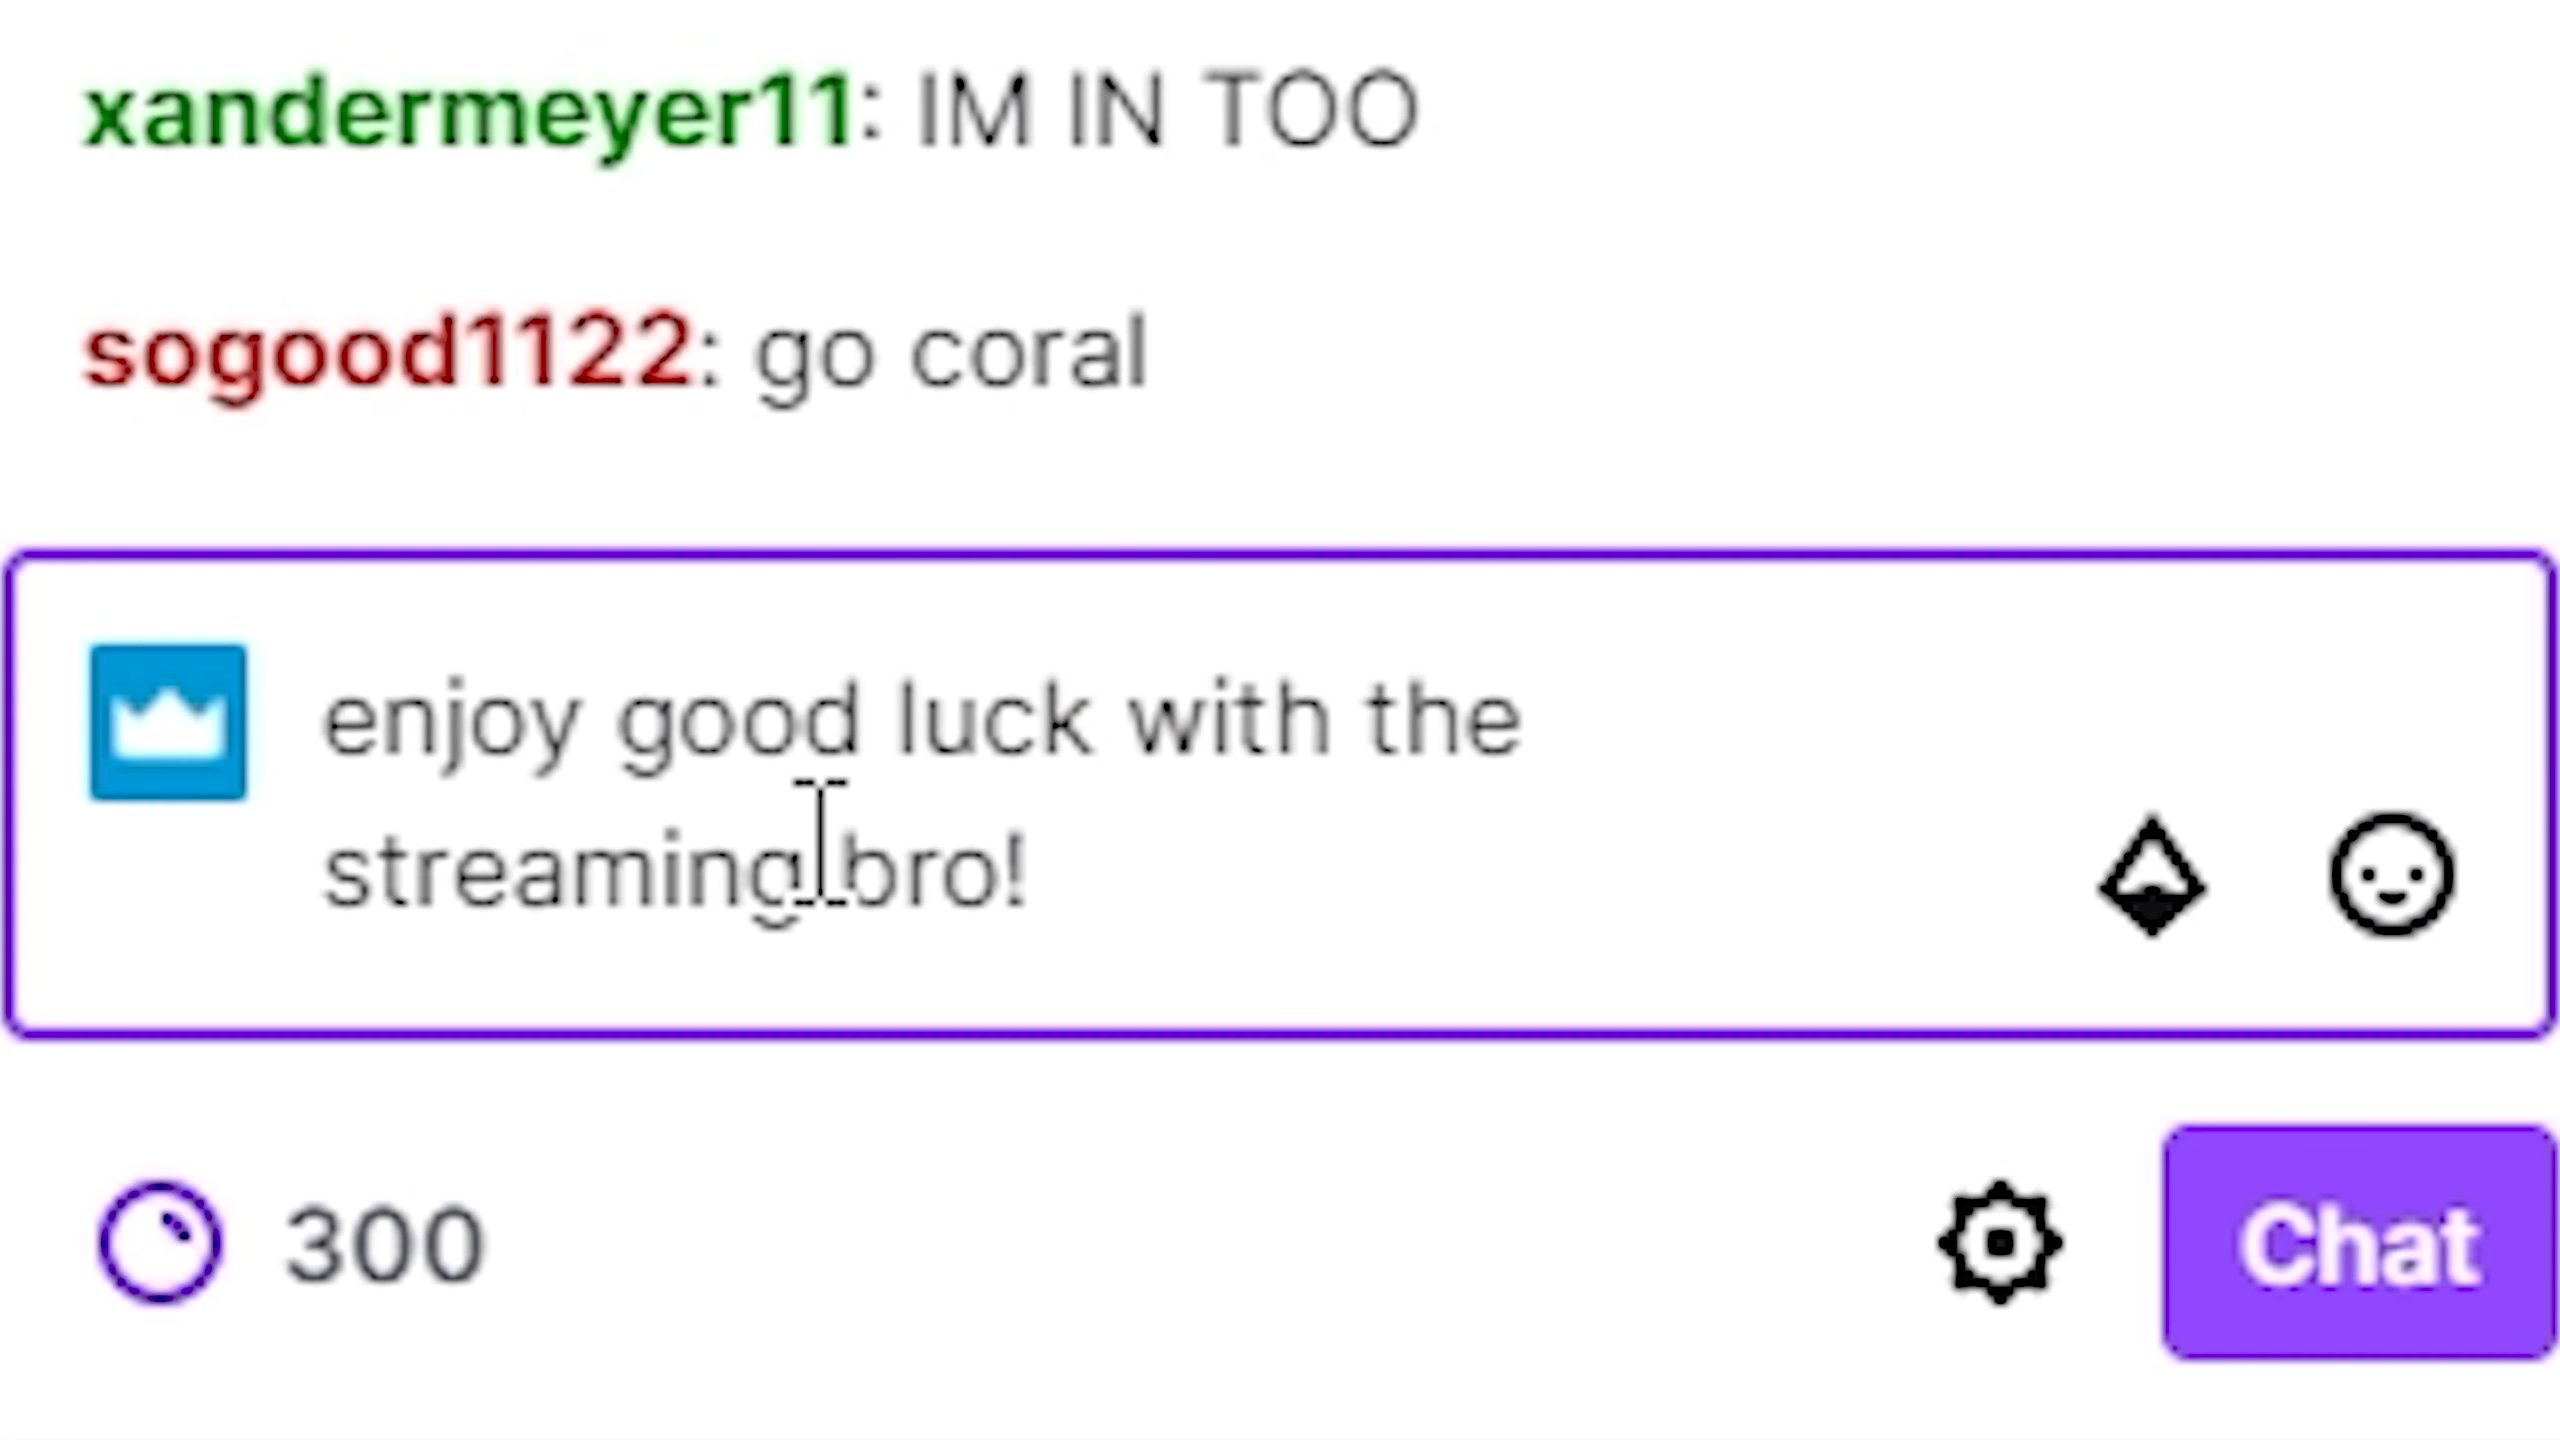 xandermeyer11: IM IN TOO
sogood1122: go coral
enjoy good luck with the
streaming bro!
300
Chat